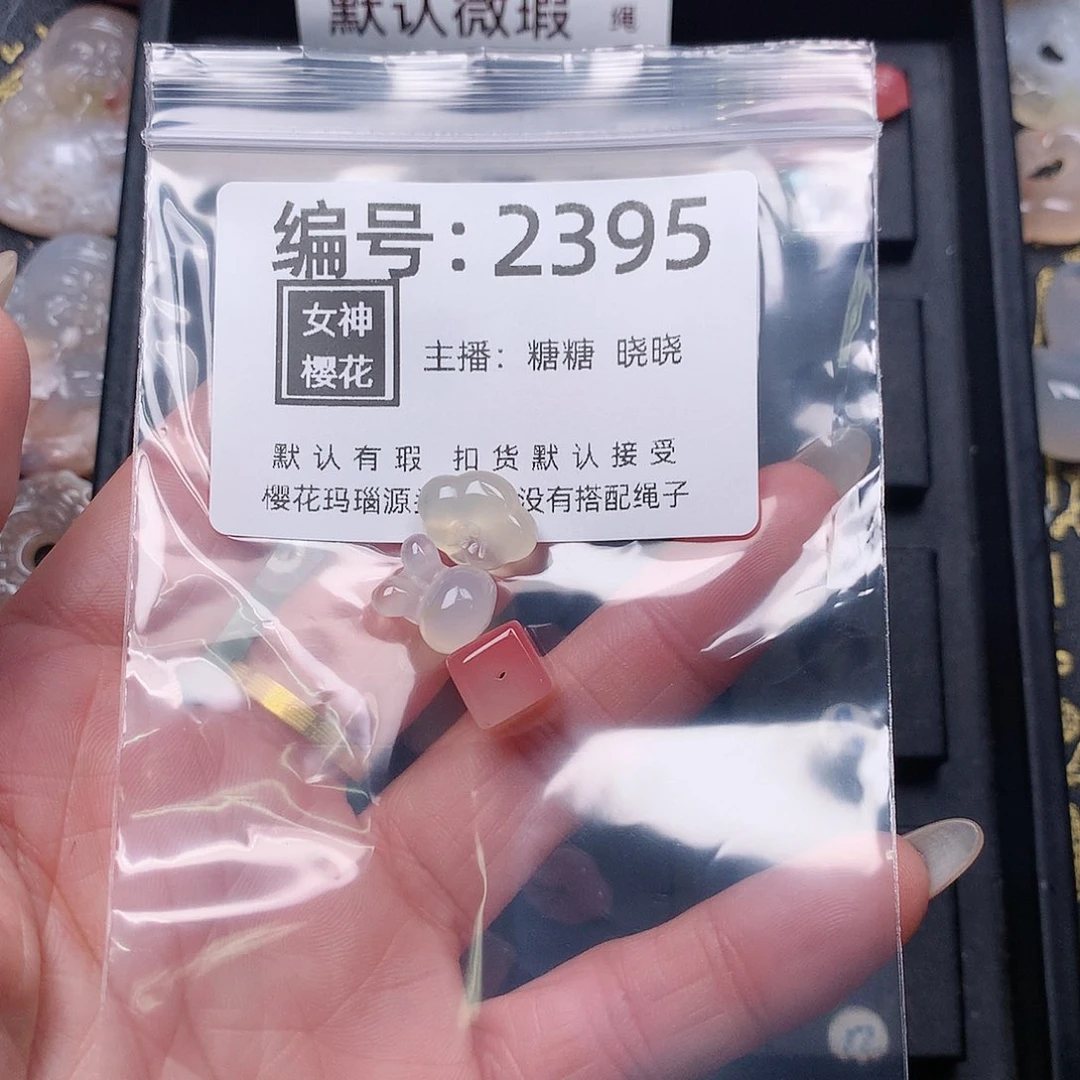 默认微瑕 绳
编号:2395
女神
樱花
主播：糖糖 晓晓
默认有瑕 扣货默认接受
樱花玛瑙源 没有搭配绳子